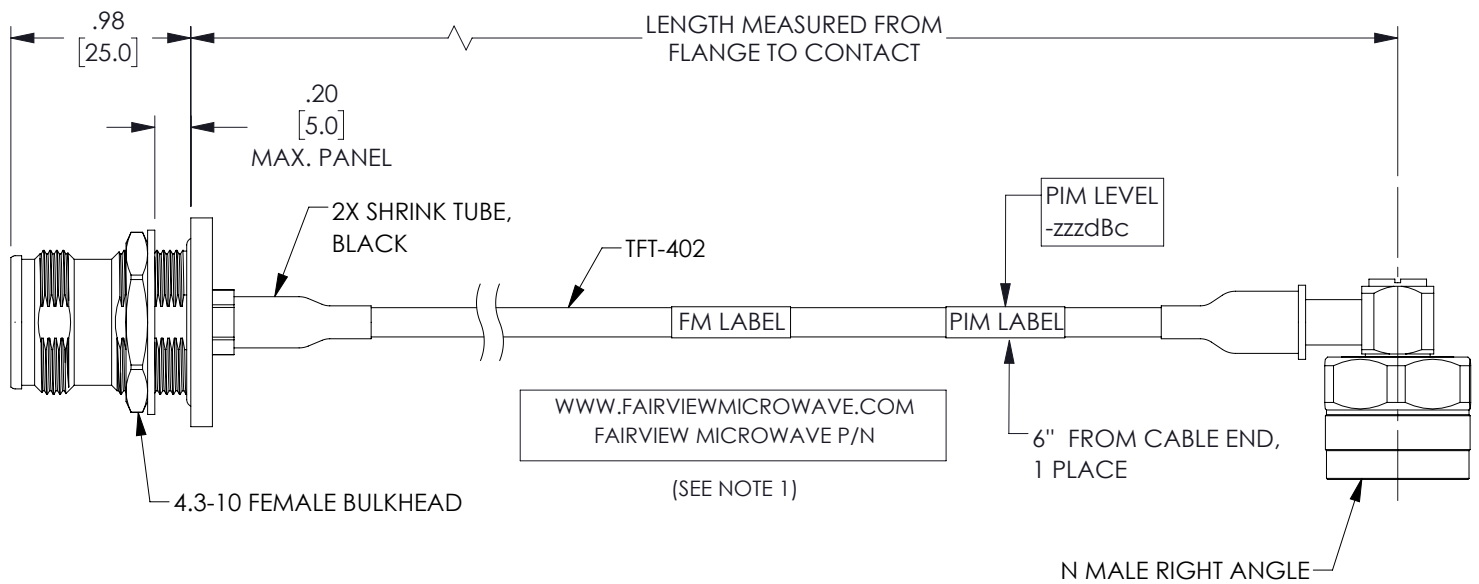 .98
[25.0]
LENGTH MEASURED FROM
FLANGE TO CONTACT
.20
[5.0]
MAX. PANEL
2X SHRINK TUBE,
BLACK
TFT-402
PIM LEVEL
-zzzdBc
FM LABEL
PIM LABEL
WWW.FAIRVIEWMICROWAVE.COM
FAIRVIEW MICROWAVE P/N
(SEE NOTE 1)
6" FROM CABLE END,
1 PLACE
4.3-10 FEMALE BULKHEAD
N MALE RIGHT ANGLE